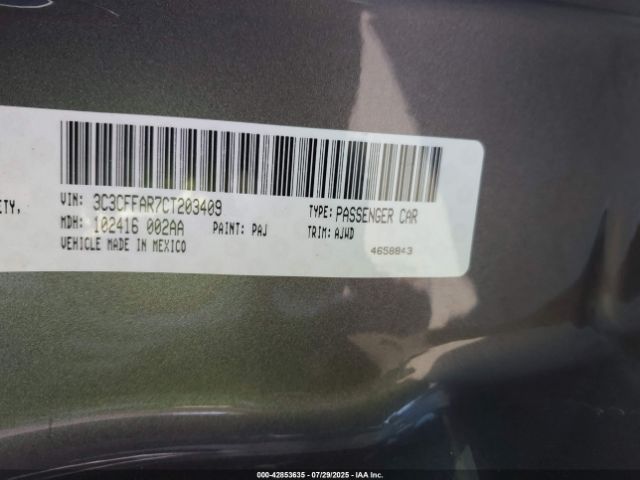 ETY,
VIN: 3C3CFFAR7CT203409 TYPE: PASSENGER CAR
MDH: 102416 002AA PAINT: PAJ TRIM: AJWD
VEHICLE MADE IN MEXICO
4658843
000-42853635 - 07/29/2025 - IAA Inc.